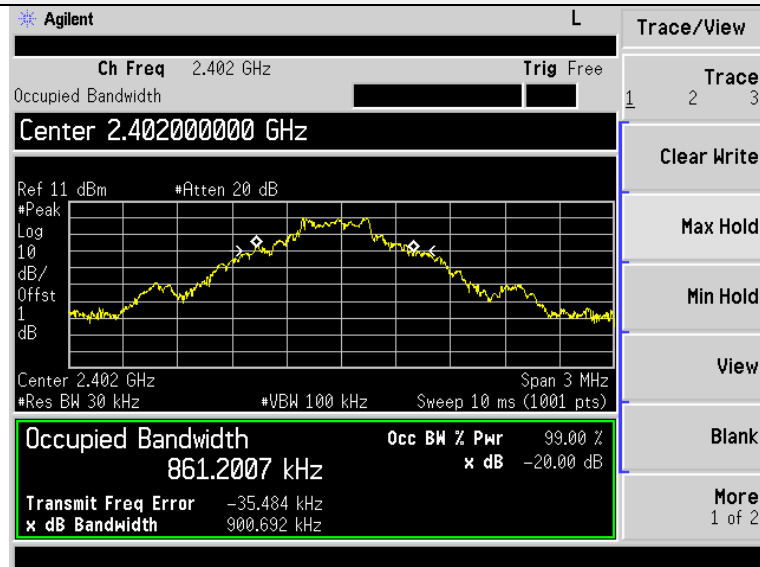 Agilent L
Ch Freq 2.402 GHz Trig Free
Occupied Bandwidth
Center 2.402000000 GHz
Ref 11 dBm #Atten 20 dB
#Peak
Log
10
dB/
Offst
1
dB
Center 2.402 GHz Span 3 MHz
#Res BW 30 kHz #VBW 100 kHz Sweep 10 ms (1001 pts)
Occupied Bandwidth Occ BW % Pwr 99.00 %
861.2007 kHz x dB -20.00 dB
Transmit Freq Error -35.484 kHz
x dB Bandwidth 900.692 kHz
Trace/View
Trace
1 2 3
Clear Write
Max Hold
Min Hold
View
Blank
More
1 of 2